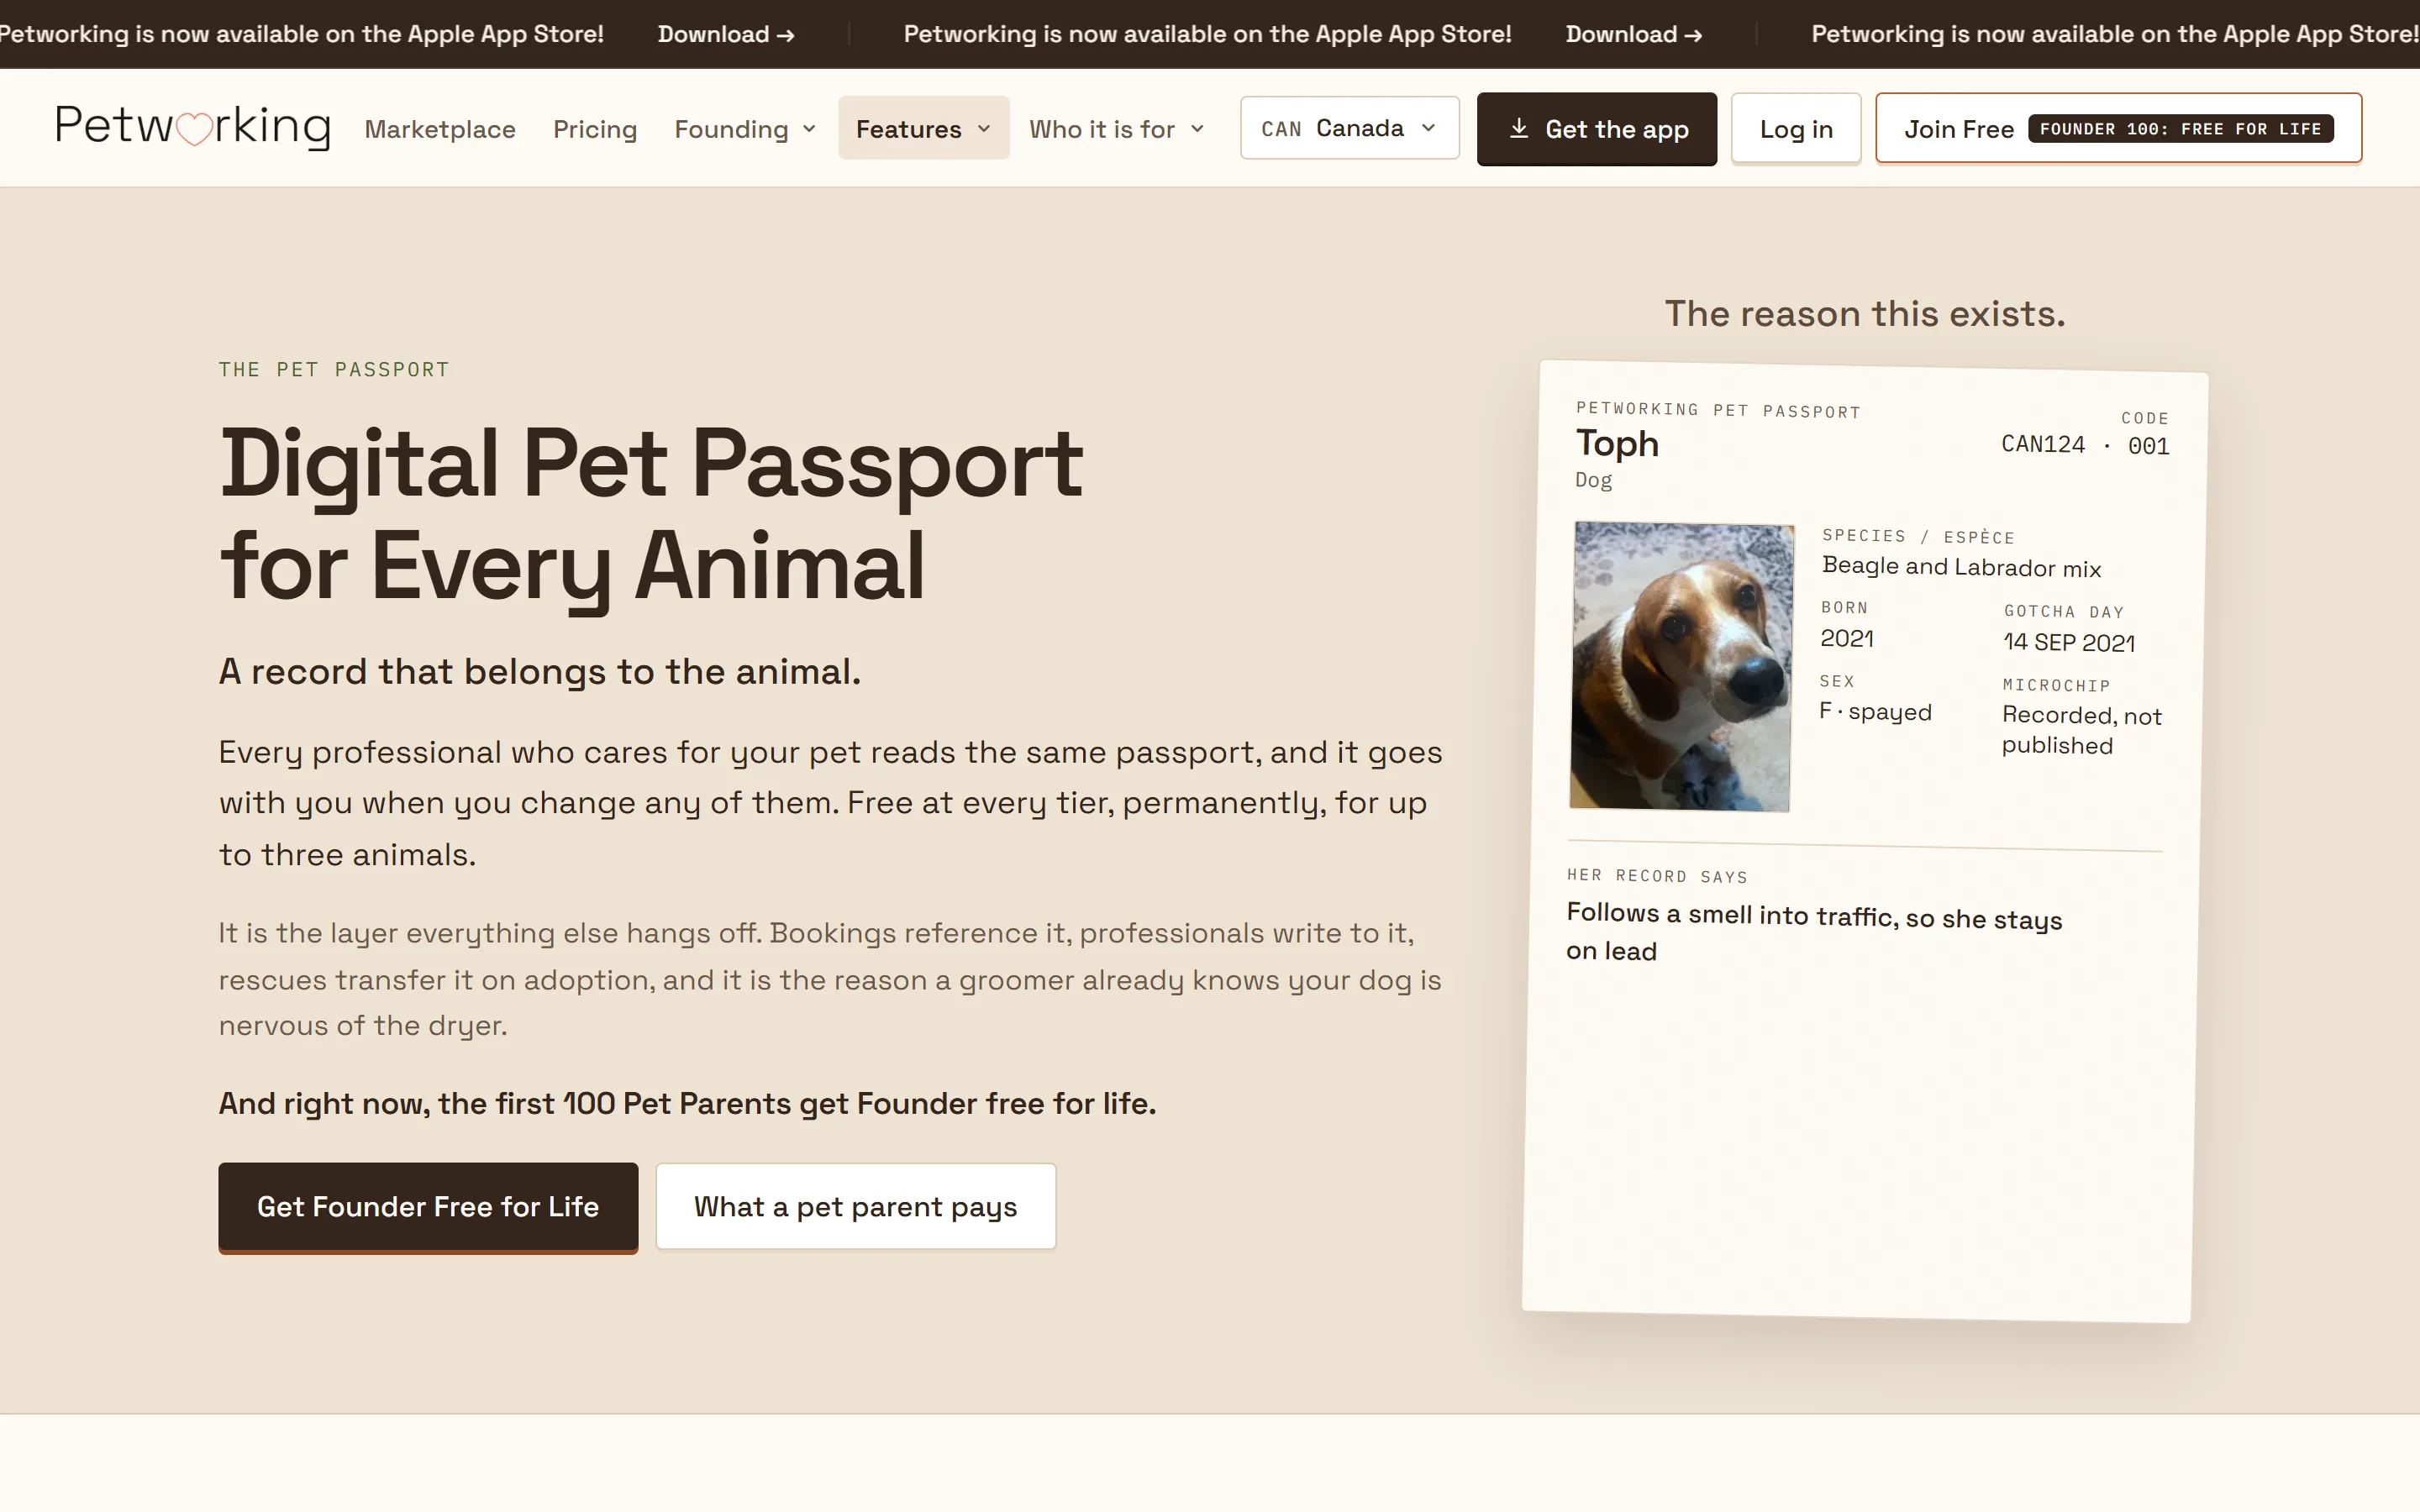 Petworking is now available on the Apple App Store! Download → Petworking is now available on the Apple App Store! Download → Petworking is now available on the Apple App Store!
Petworking Marketplace Pricing Founding Features Who it is for CAN Canada Get the app Log in Join Free FOUNDER 100: FREE FOR LIFE
THE PET PASSPORT
Digital Pet Passport
for Every Animal
A record that belongs to the animal.
Every professional who cares for your pet reads the same passport, and it goes
with you when you change any of them. Free at every tier, permanently, for up
to three animals.
It is the layer everything else hangs off. Bookings reference it, professionals write to it,
rescues transfer it on adoption, and it is the reason a groomer already knows your dog is
nervous of the dryer.
And right now, the first 100 Pet Parents get Founder free for life.
Get Founder Free for Life What a pet parent pays
The reason this exists.
PETWORKING PET PASSPORT CODE
Toph CAN124 · 001
Dog
SPECIES / ESPÈCE
Beagle and Labrador mix
BORN GOTCHA DAY
2021 14 SEP 2021
SEX MICROCHIP
F · spayed Recorded, not
published
HER RECORD SAYS
Follows a smell into traffic, so she stays
on lead